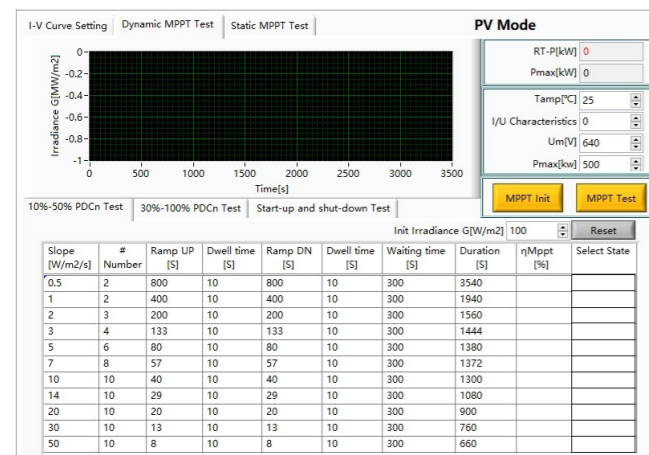 I-V Curve Setting Dynamic MPPT Test Static MPPT Test PV Mode
RT-P[kW] 0
Pmax[kW] 0
Tamp[℃] 25
I/U Characteristics 0
Um[V] 640
Pmax[kw] 500
MPPT Init MPPT Test
Irradiance G[MW/m2]
0
-0.2
-0.4
-0.6
-0.8
-1
0 500 1000 1500 2000 2500 3000 3500
Time[s]
10%-50% PDCn Test 30%-100% PDCn Test Start-up and shut-down Test
Init Irradiance G[W/m2] 100 Reset
Slope # Ramp UP Dwell time Ramp DN Dwell time Waiting time Duration ηMppt Select State
[W/m2/s] Number [S] [S] [S] [S] [S] [S] [%]
0.5 2 800 10 800 10 300 3540
1 2 400 10 400 10 300 1940
2 3 200 10 200 10 300 1560
3 4 133 10 133 10 300 1444
5 6 80 10 80 10 300 1380
7 8 57 10 57 10 300 1372
10 10 40 10 40 10 300 1300
14 10 29 10 29 10 300 1080
20 10 20 10 20 10 300 900
30 10 13 10 13 10 300 760
50 10 8 10 8 10 300 660